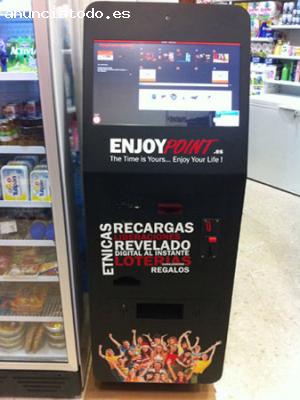 anunciatodo.es
ENJOYPOINT.es
The Time is Yours... Enjoy Your Life !
ETNICAS
RECARGAS
LIBERACIONES
REVELADO
DIGITAL AL INSTANTE
LOTERIAS
REGALOS